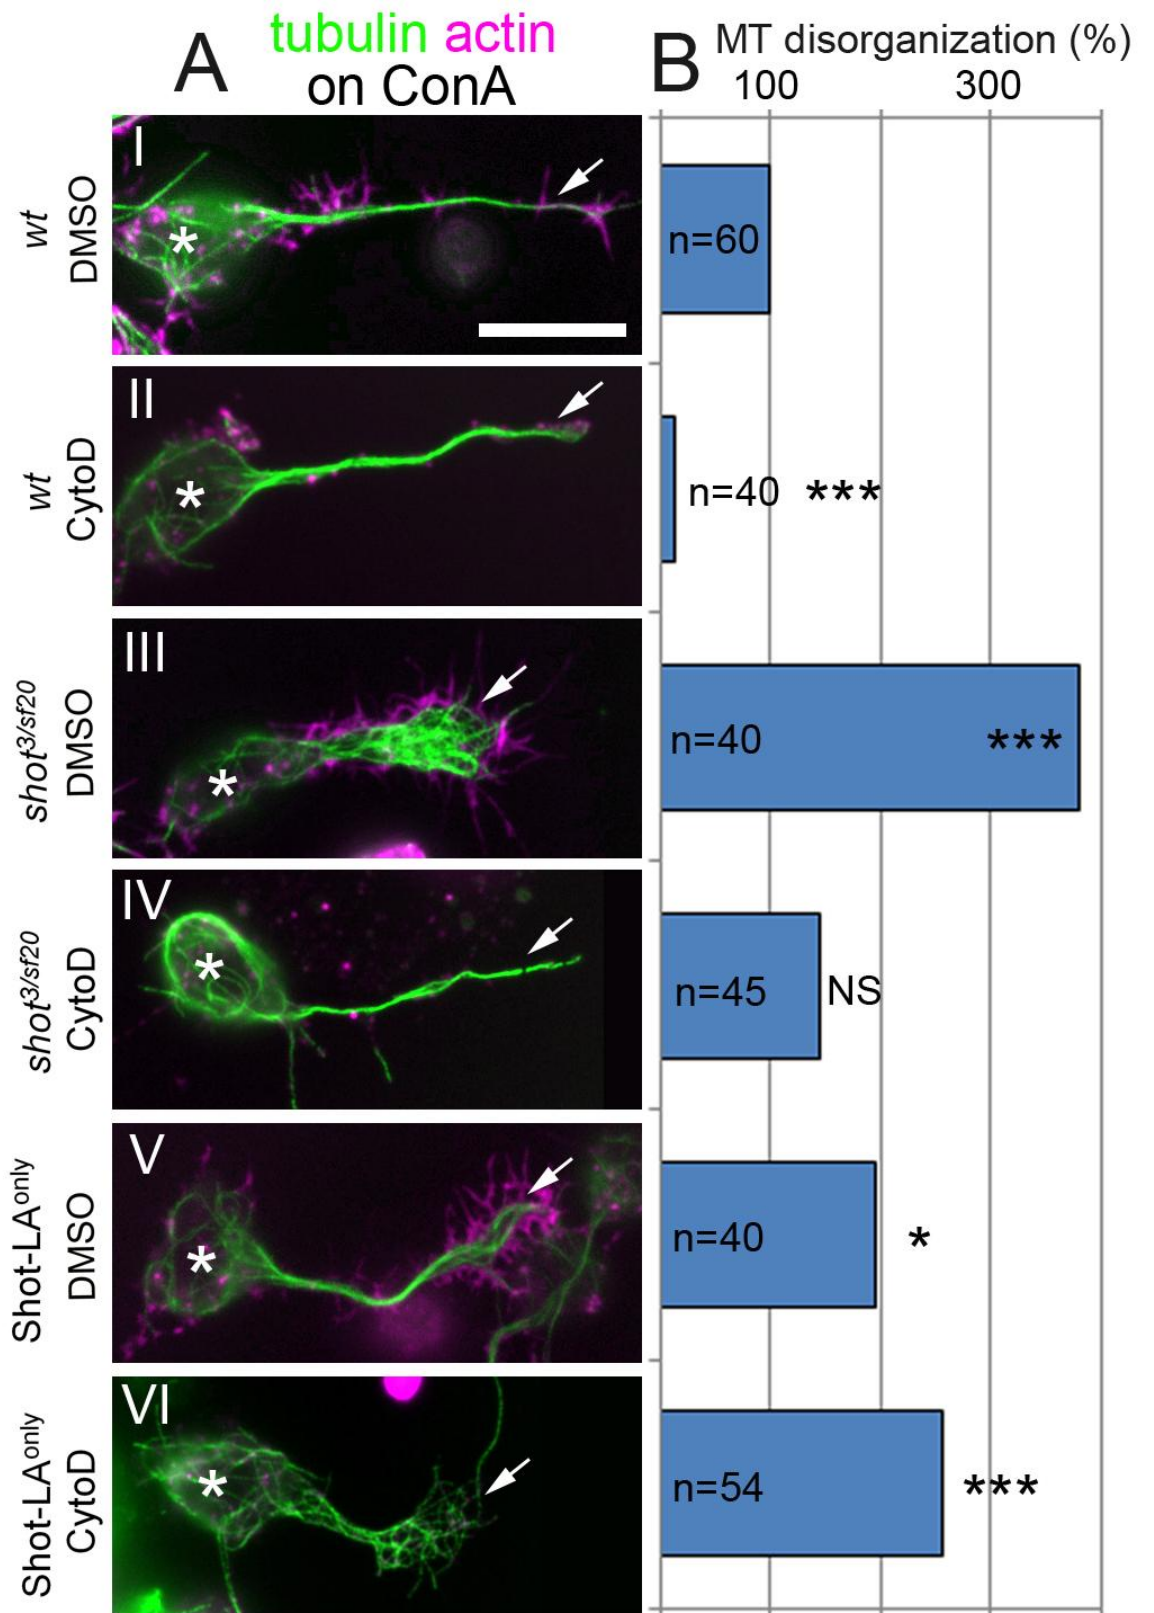 A
tubulin actin
on ConA
B
MT disorganization (%)
100 300
wt
DMSO
I
*
n=60
wt
CytoD
II
*
n=40 ***
shot3/sf20
DMSO
III
*
n=40 ***
shot3/sf20
CytoD
IV
*
n=45 NS
Shot-LAonly
DMSO
V
*
n=40 *
Shot-LAonly
CytoD
VI
*
n=54 ***